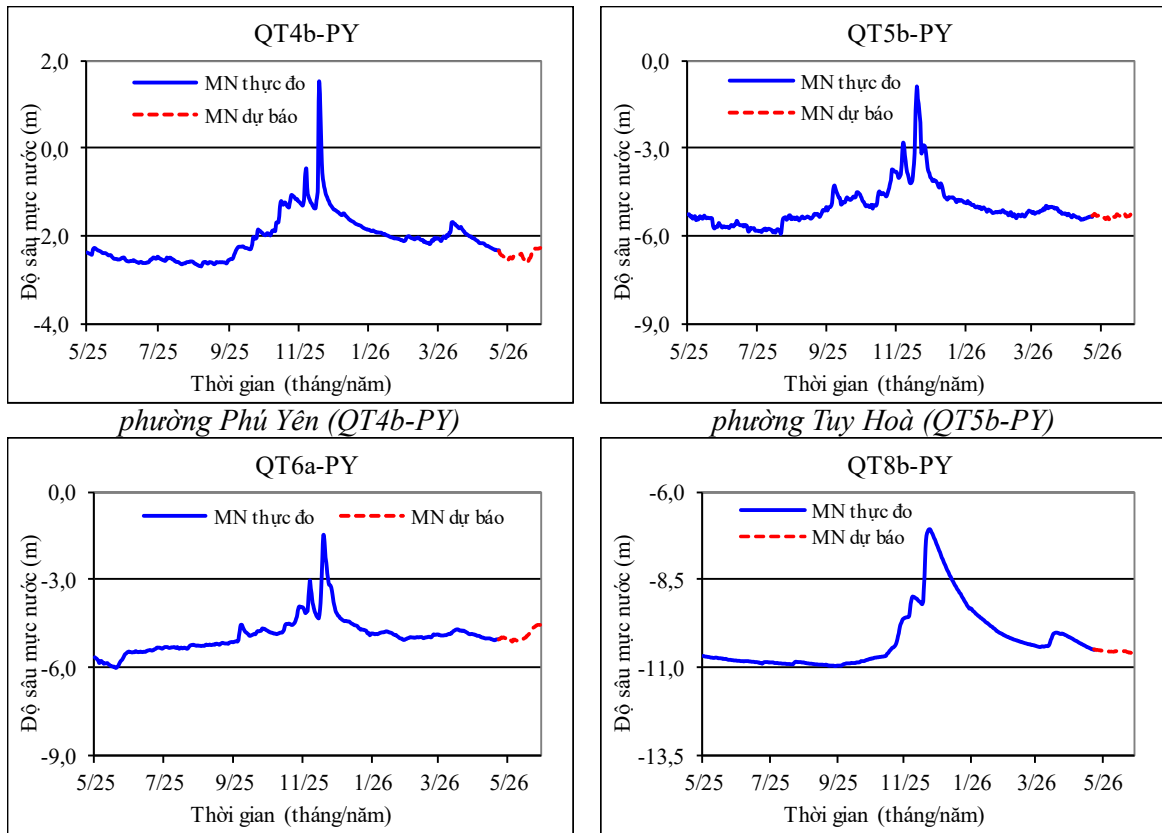 QT4b-PY
2,0
0,0
-2,0
-4,0
Độ sâu mực nước (m)
MN thực đo
MN dự báo
5/25 7/25 9/25 11/25 1/26 3/26 5/26
Thời gian (tháng/năm)
QT5b-PY
0,0
-3,0
-6,0
-9,0
Độ sâu mực nước (m)
MN thực đo
MN dự báo
5/25 7/25 9/25 11/25 1/26 3/26 5/26
Thời gian (tháng/năm)
phường Phú Yên (QT4b-PY)
phường Tuy Hoà (QT5b-PY)
QT6a-PY
0,0
-3,0
-6,0
-9,0
Độ sâu mực nước (m)
MN thực đo MN dự báo
5/25 7/25 9/25 11/25 1/26 3/26 5/26
Thời gian (tháng/năm)
QT8b-PY
-6,0
-8,5
-11,0
-13,5
Độ sâu mực nước (m)
MN thực đo
MN dự báo
5/25 7/25 9/25 11/25 1/26 3/26 5/26
Thời gian (tháng/năm)